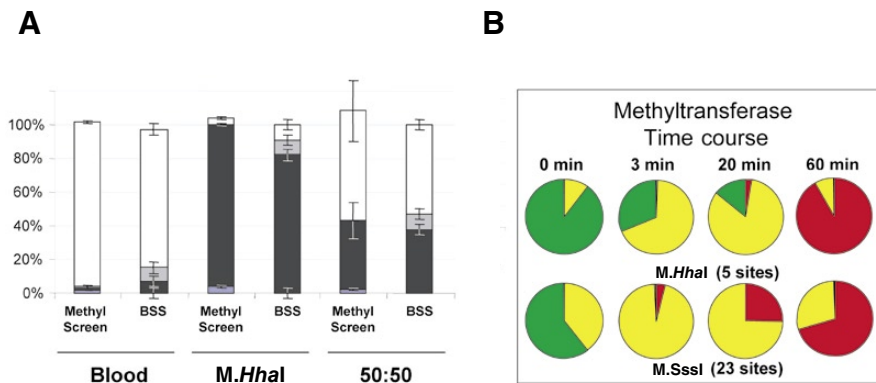 A
B
100%
80%
60%
40%
20%
0%
Methyl Screen
BSS
Methyl Screen
BSS
Methyl Screen
BSS
Blood
M.HhaI
50:50
Methyltransferase
Time course
0 min 3 min 20 min 60 min
M.HhaI (5 sites)
M.SssI (23 sites)